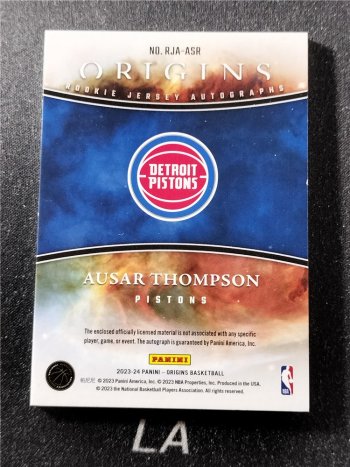 NO. RJA-ASR
ORIGINS
ROOKIE JERSEY AUTOGRAPHS
DETROIT
PISTONS
AUSAR THOMPSON
PISTONS
The enclosed officially licensed material is not associated with any specific
player, game, or event. The autograph is guaranteed by Panini America, Inc.
PANINI
2023-24 PANINI – ORIGINS BASKETBALL
© 2023 Panini America, Inc. © 2023 NBA Properties, Inc. Produced in the USA.
© 2023 the National Basketball Players Association. All rights reserved.
LA